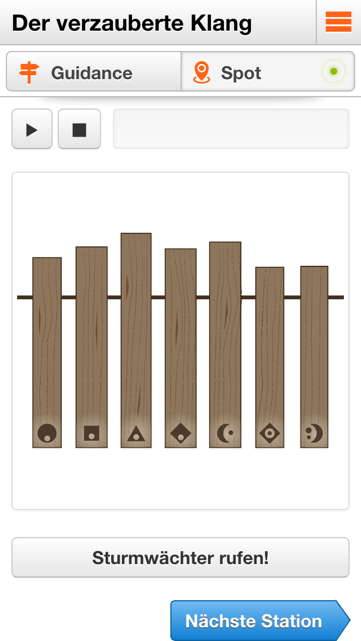 Der verzauberte Klang
Guidance
Spot
Sturmwächter rufen!
Nächste Station